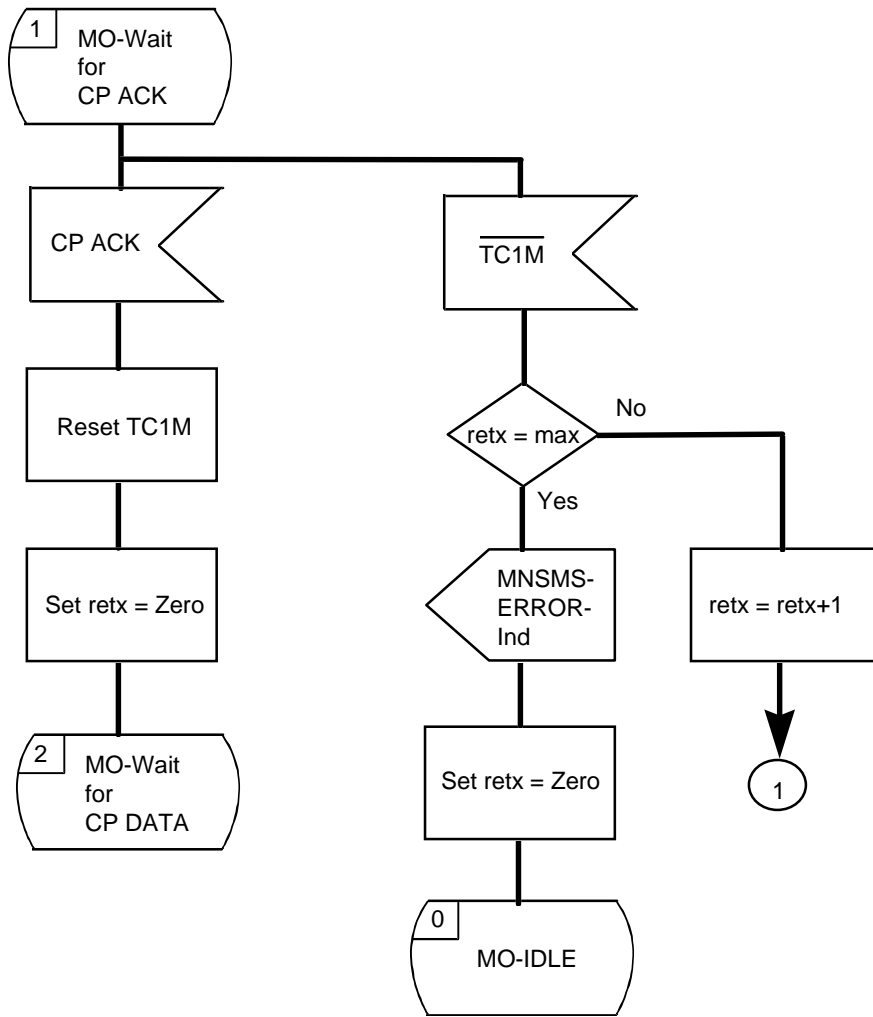 1
MO-Wait
for
CP ACK
CP ACK
TC1M
Reset TC1M
retx = max
No
Yes
Set retx = Zero
MNSMS-
ERROR-
Ind
retx = retx+1
2
MO-Wait
for
CP DATA
Set retx = Zero
1
0
MO-IDLE